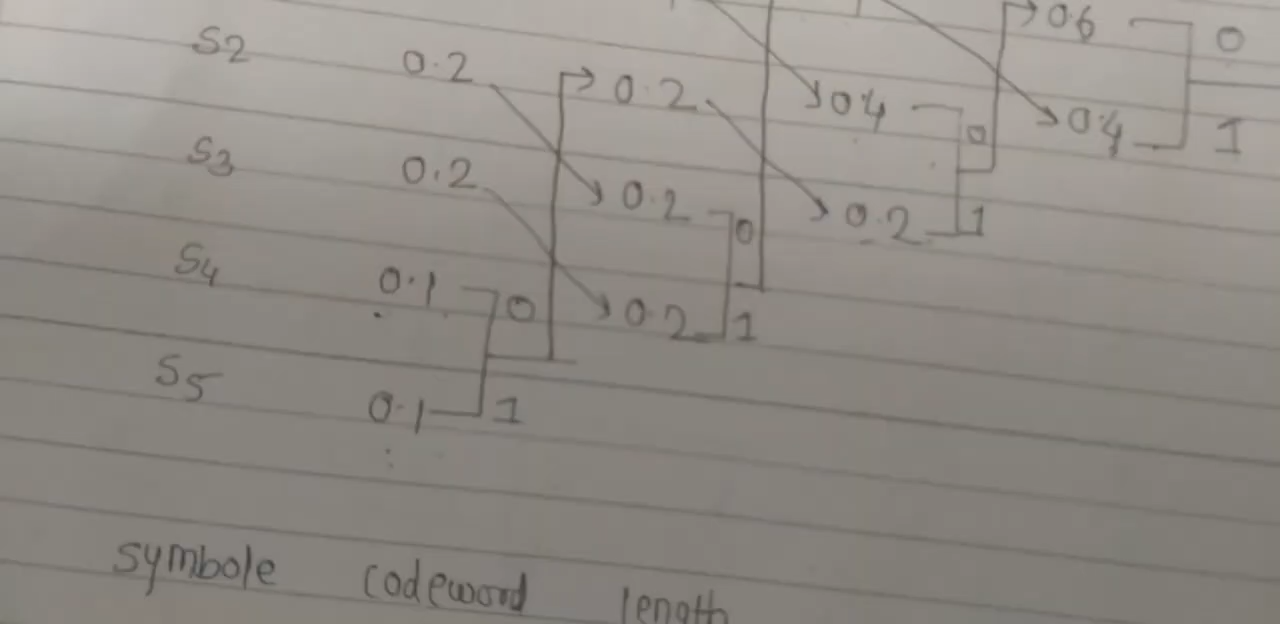 0.6 0
S2 0.2 0.2 0.4 0 0.4 1
S3 0.2 0.2 0 0.2 1
S4 0.1 0 0.2 1
S5 0.1 1
symbole codeword length